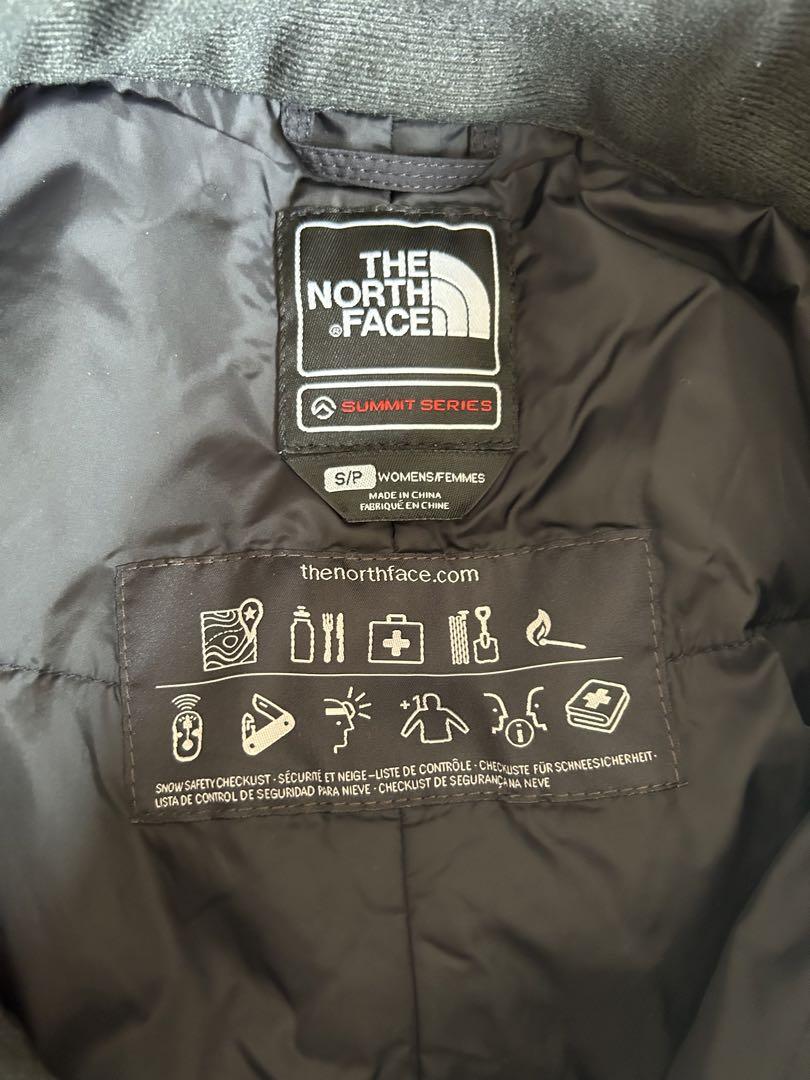 THE
NORTH
FACE
®
SUMMIT SERIES
S/P WOMENS/FEMMES
MADE IN CHINA
FABRIQUÉ EN CHINE
thenorthface.com
+1
i
SNOW SAFETY CHECKLIST · SÉCURITÉ ET NEIGE – LISTE DE CONTRÔLE · CHECKLISTE FÜR SCHNEESICHERHEIT ·
LISTA DE CONTROL DE SEGURIDAD PARA NIEVE · CHECKLIST DE SEGURANÇA NA NEVE